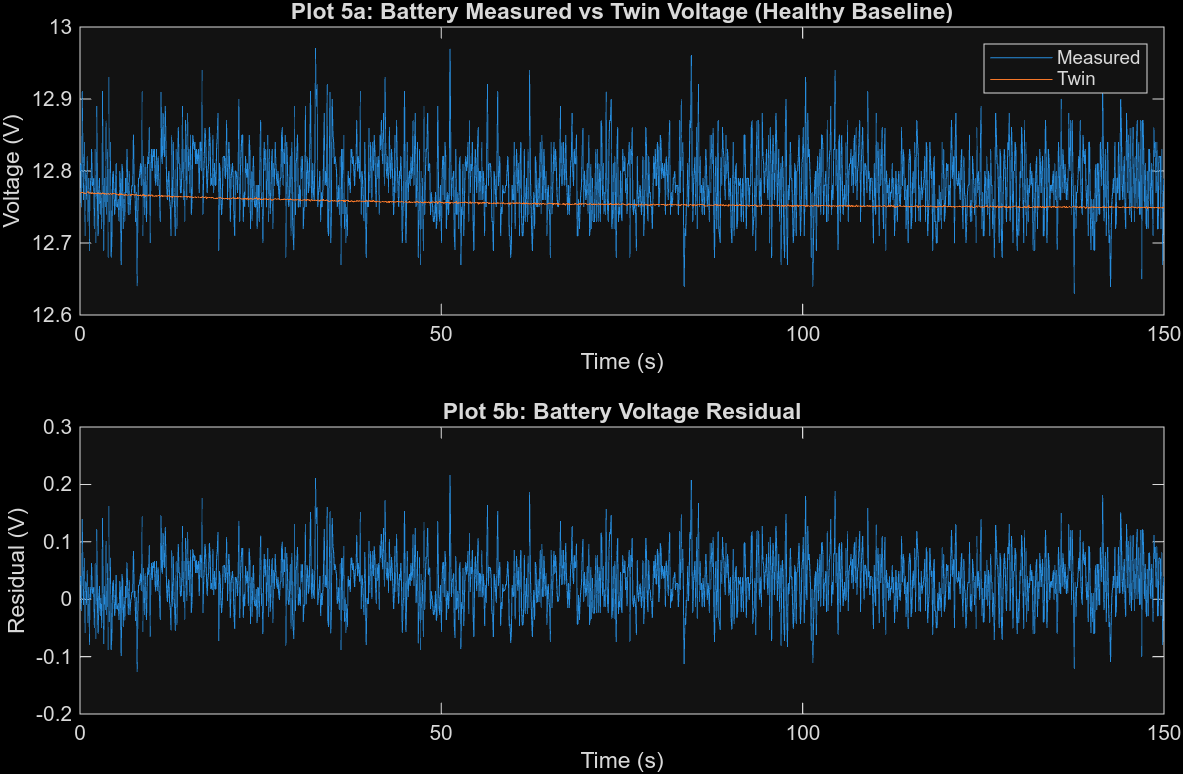 Plot 5a: Battery Measured vs Twin Voltage (Healthy Baseline)
13
12.9
12.8
12.7
12.6
Voltage (V)
Measured
Twin
0
50
100
150
Time (s)
Plot 5b: Battery Voltage Residual
0.3
0.2
0.1
0
-0.1
-0.2
Residual (V)
0
50
100
150
Time (s)